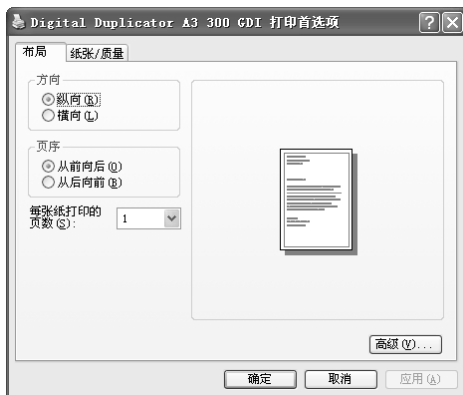 Digital Duplicator A3 300 GDI 打印首选项
布局
纸张/质量
方向
纵向(R)
横向(L)
页序
从前向后(O)
从后向前(B)
每张纸打印的
页数(S):
1
高级(V)...
确定
取消
应用(A)